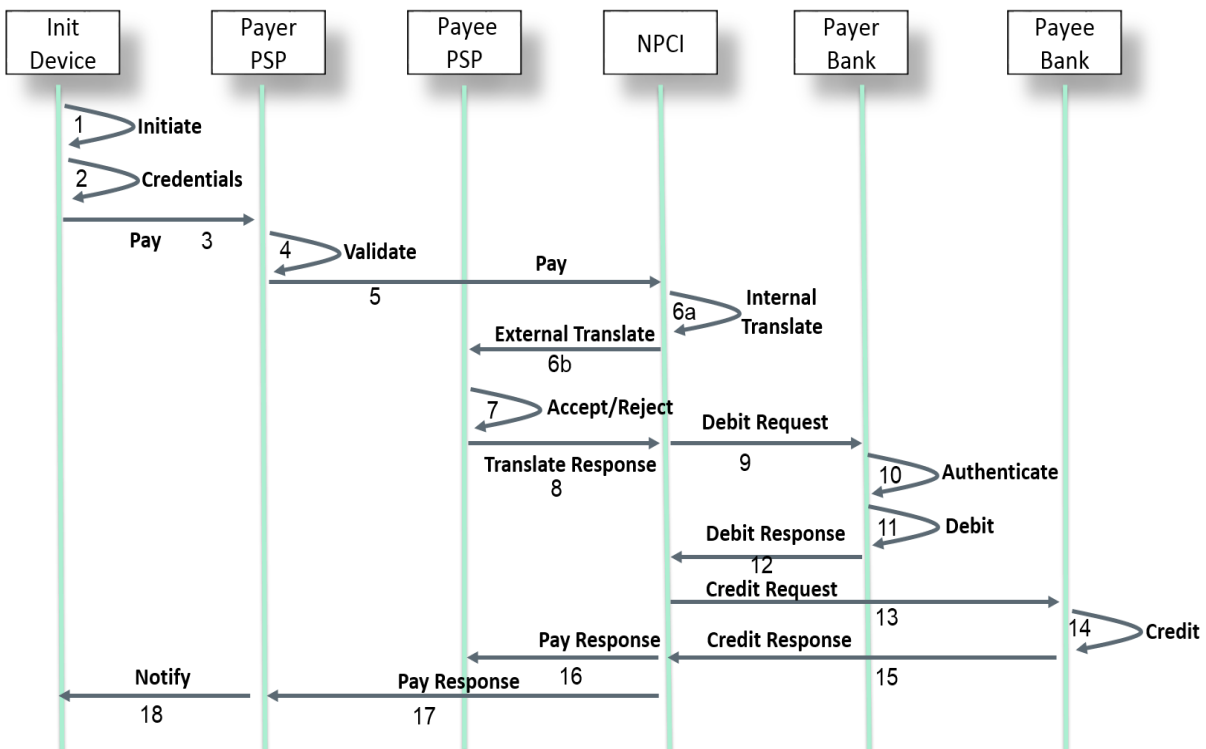 Init
Device
Payer
PSP
Payee
PSP
NPCI
Payer
Bank
Payee
Bank
1 Initiate
2 Credentials
Pay 3
4 Validate
Pay
5
6a Internal
Translate
External Translate
6b
7 Accept/Reject
Debit Request
9
Translate Response
8
10 Authenticate
11 Debit
Debit Response
12
Credit Request
13
14 Credit
Pay Response
16
Credit Response
15
Notify
18
Pay Response
17